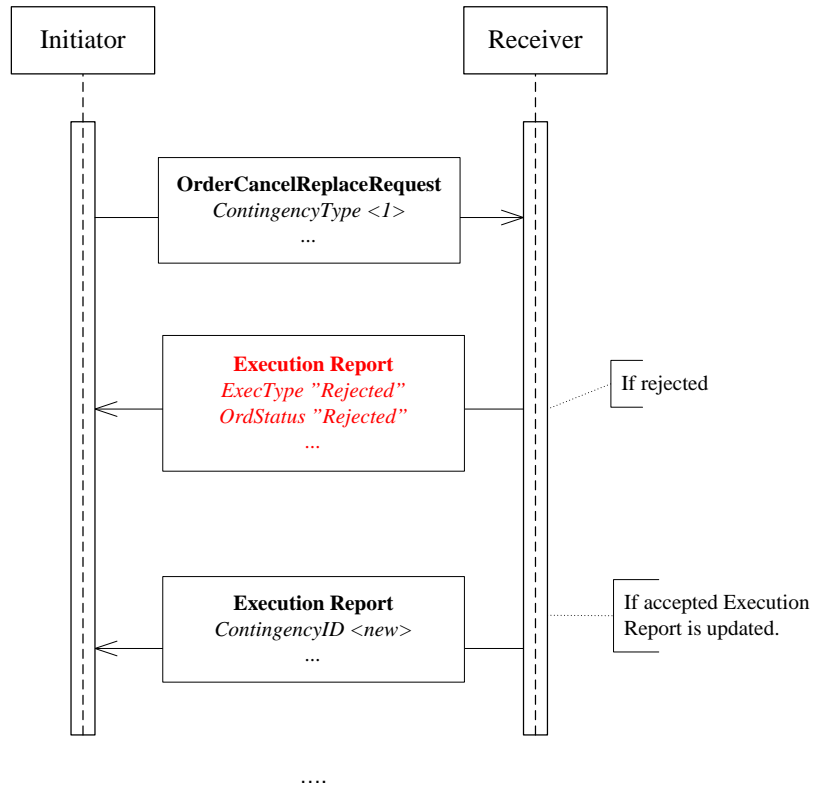 Initiator
Receiver
OrderCancelReplaceRequest
ContingencyType <1>
...
Execution Report
ExecType ”Rejected”
OrdStatus ”Rejected”
...
If rejected
Execution Report
ContingencyID <new>
...
If accepted Execution
Report is updated.
....